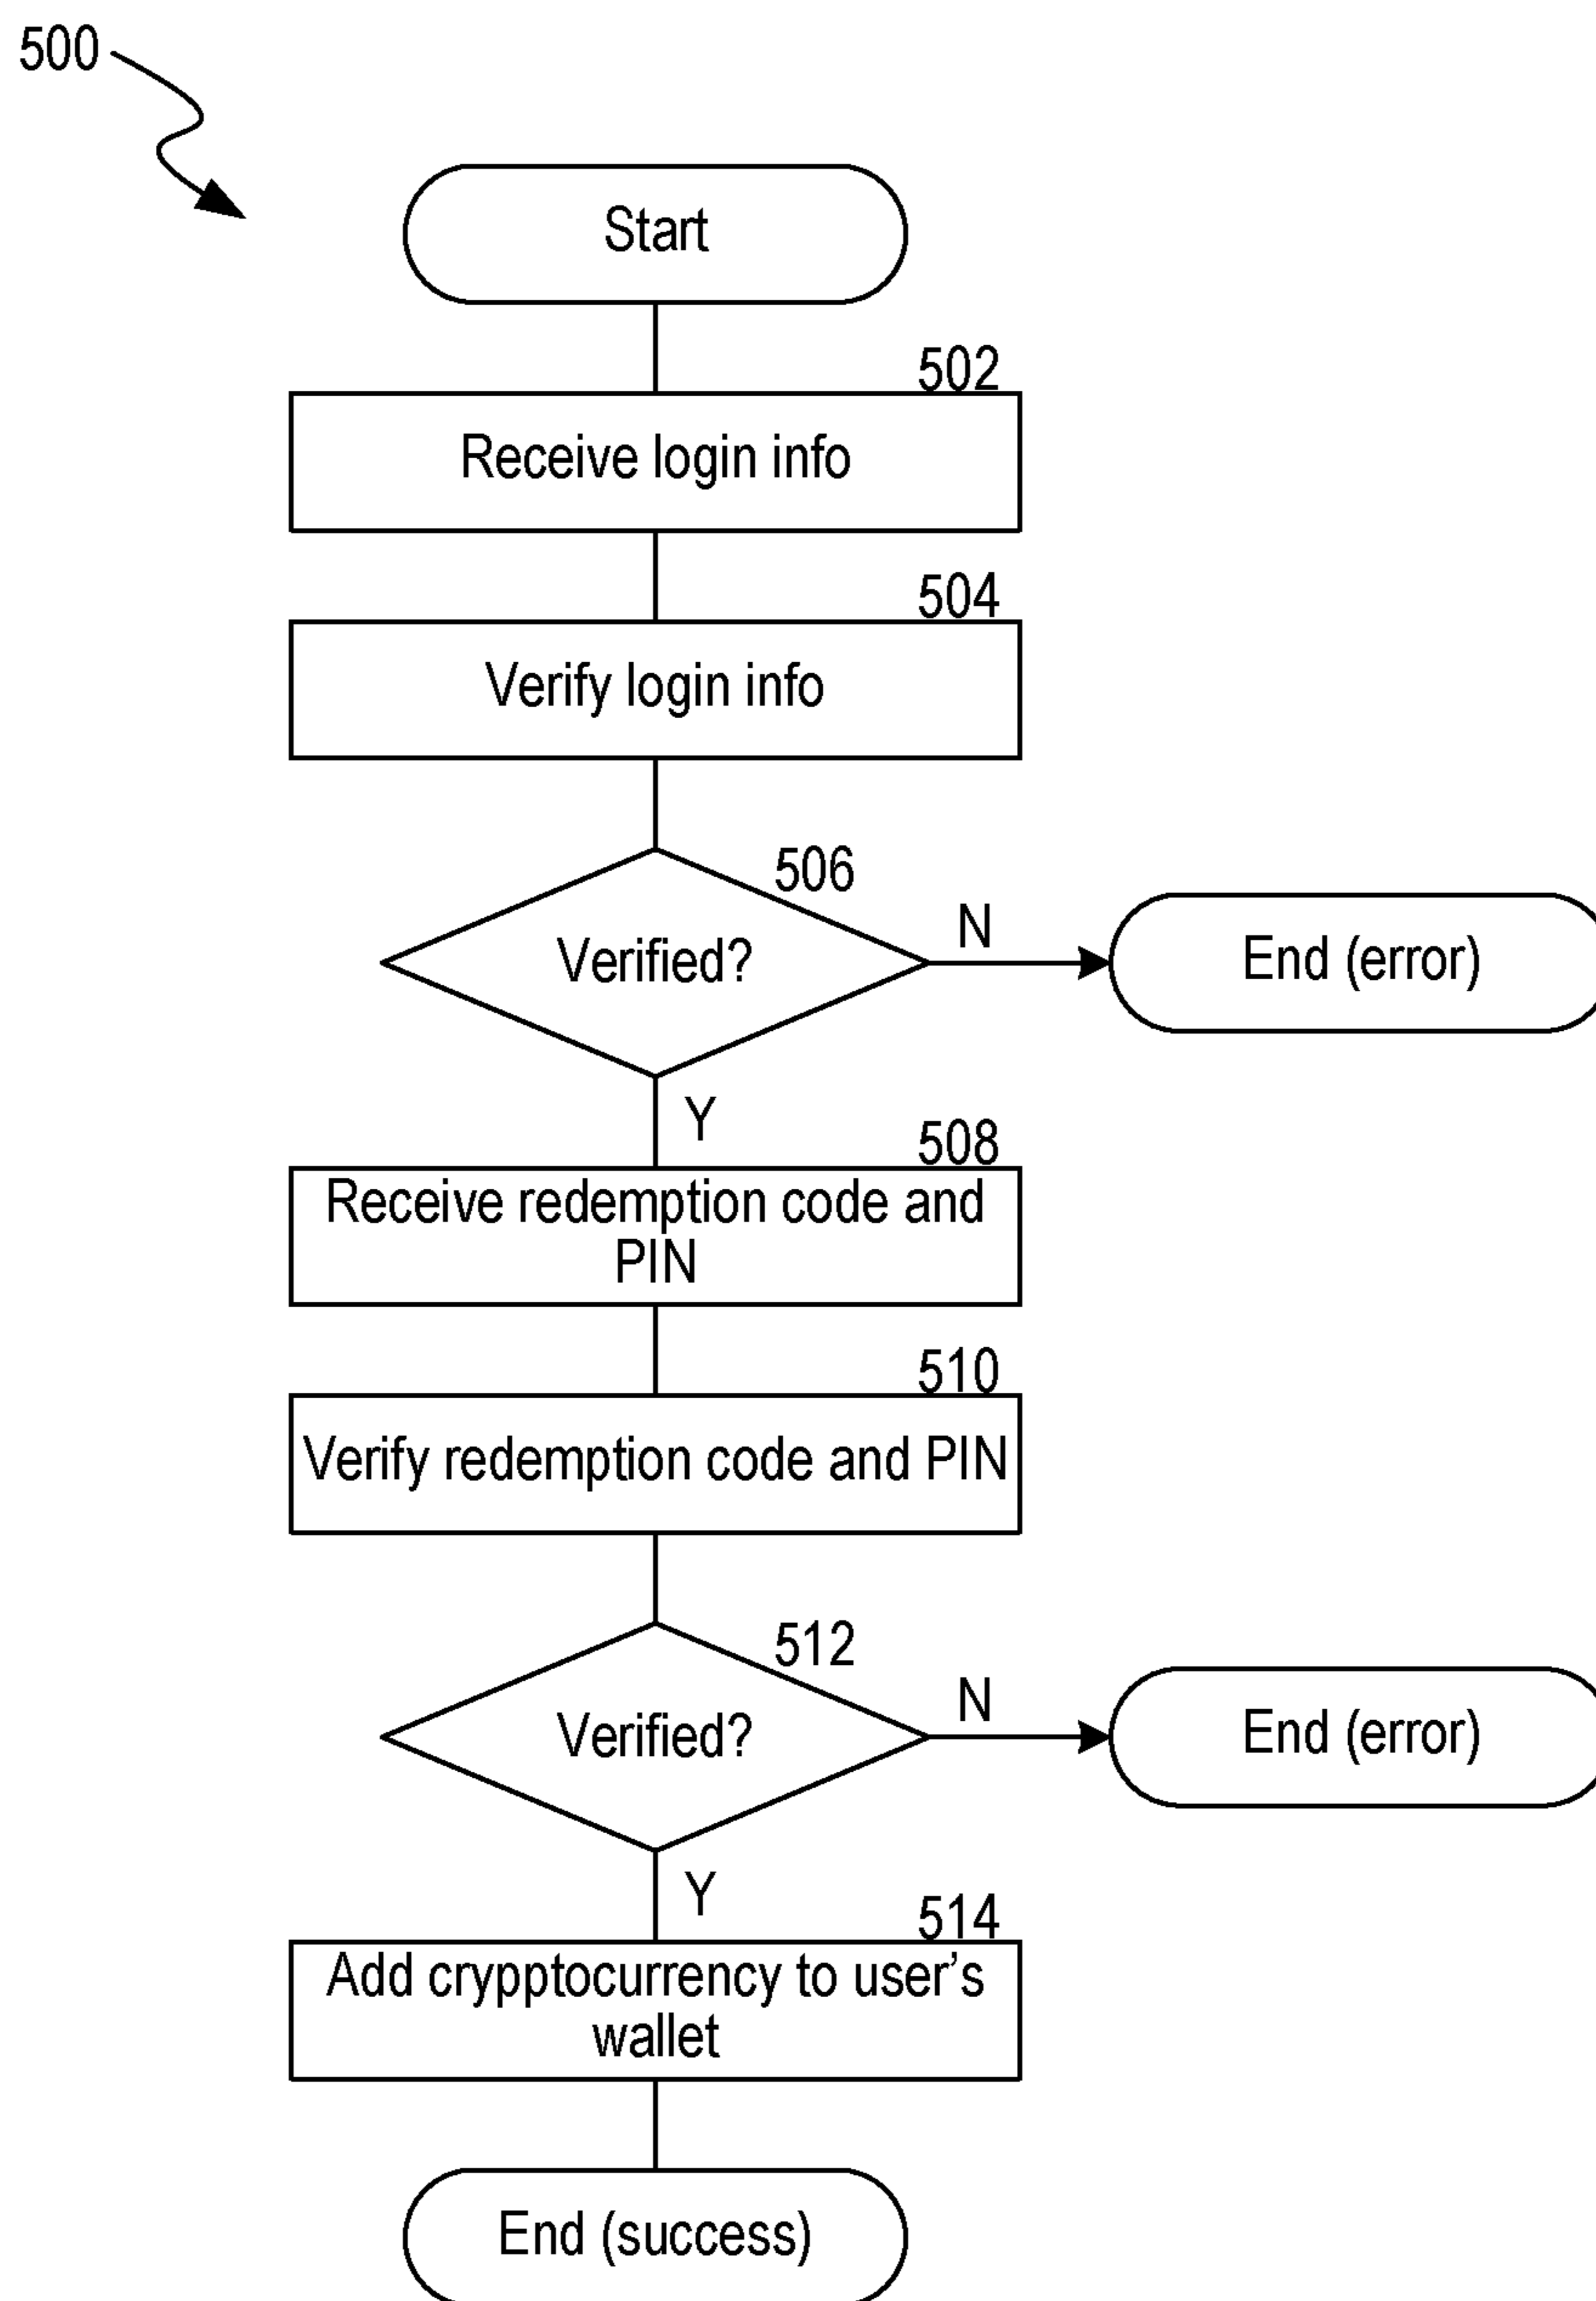 500
Start
502
Receive login info
504
Verify login info
506
Verified?
N
End (error)
Y
508
Receive redemption code and
PIN
510
Verify redemption code and PIN
512
Verified?
N
End (error)
Y
514
Add crypptocurrency to user’s
wallet
End (success)